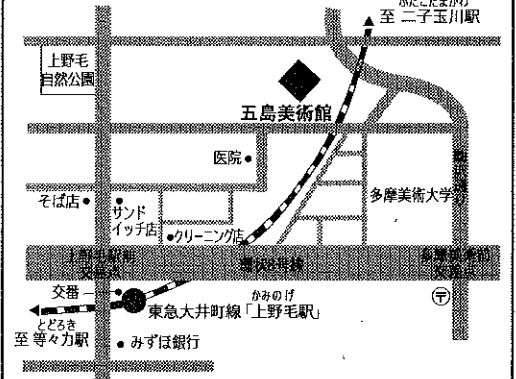 ふたこたまがわ
至 二子玉川駅
上野毛
自然公園
五島美術館
医院
多摩美術大学
そば店
サンド
イッチ店
クリーニング店
上野毛駅前
交差点
環状8号線
交番
かみのげ
東急大井町線「上野毛駅」
〒
とどろき
至 等々力駅
みずほ銀行